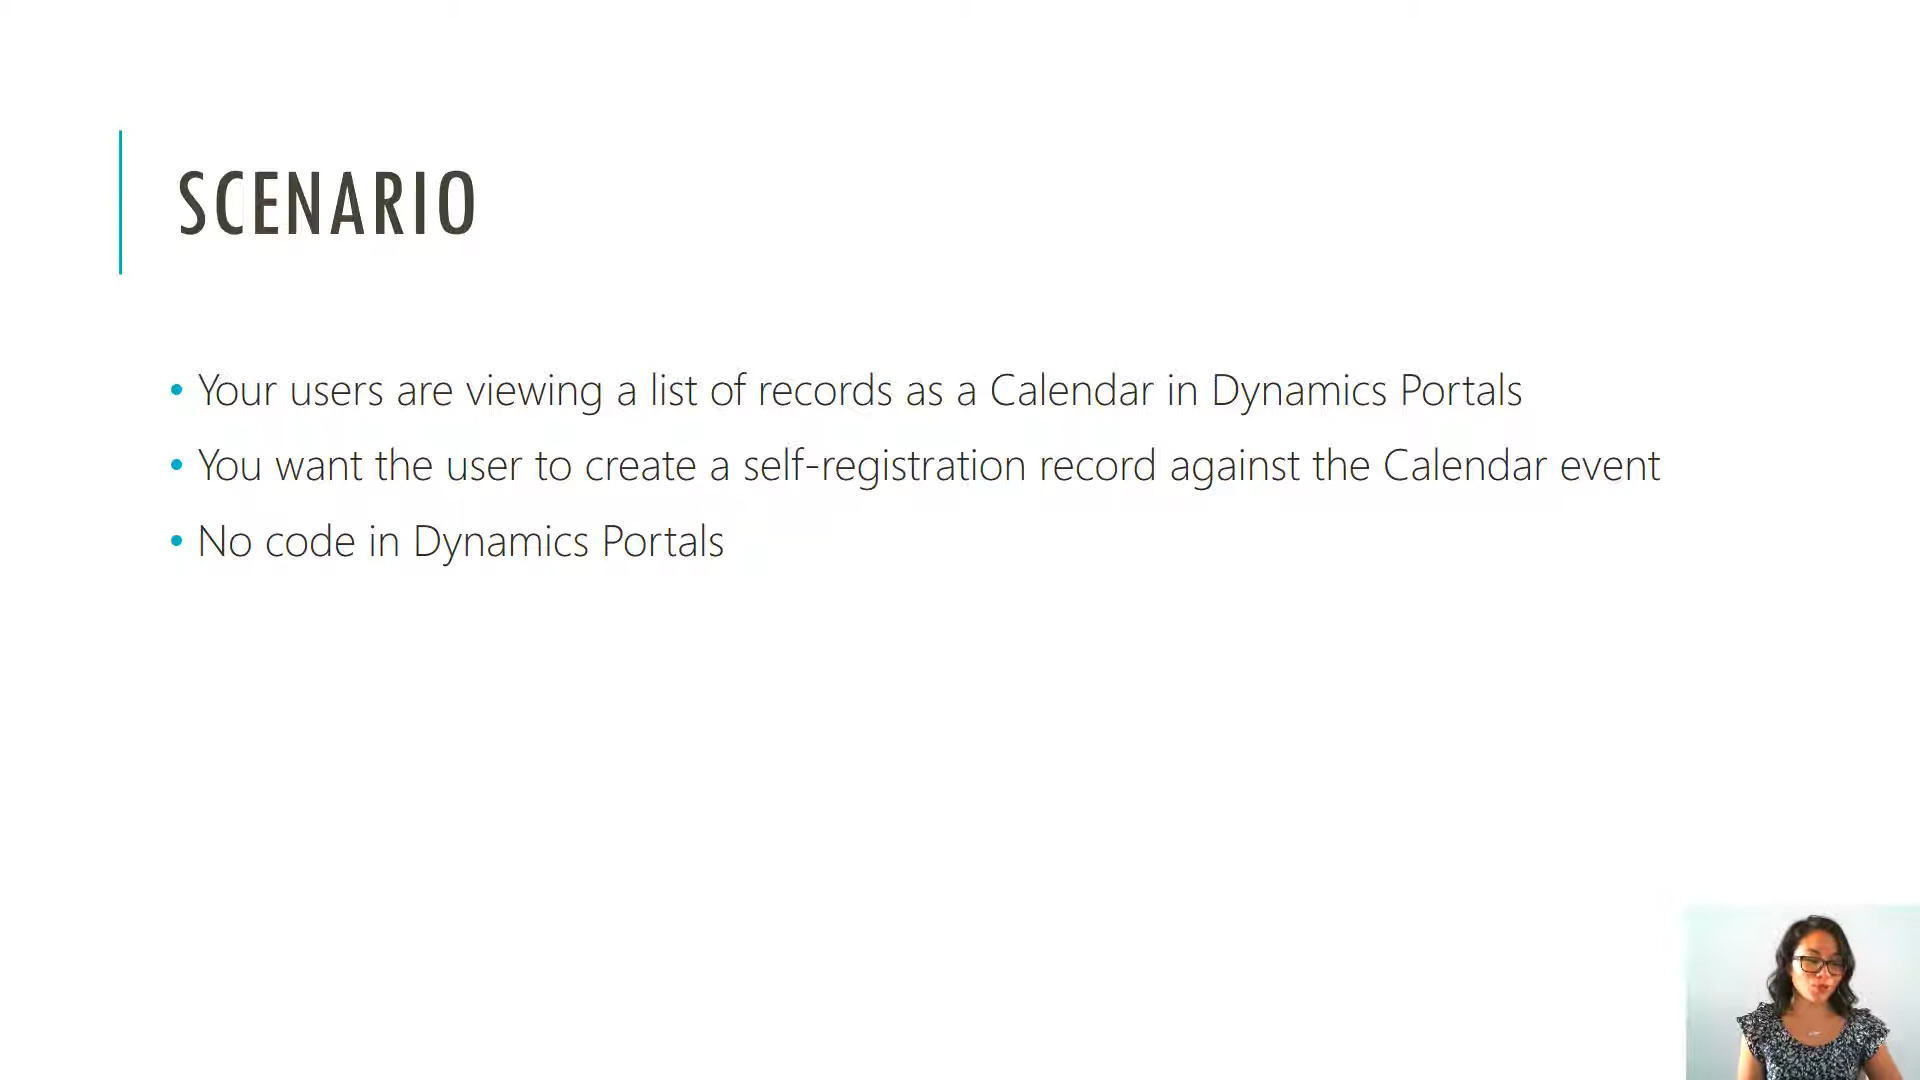 SCENARIO
• Your users are viewing a list of records as a Calendar in Dynamics Portals
• You want the user to create a self-registration record against the Calendar event
• No code in Dynamics Portals